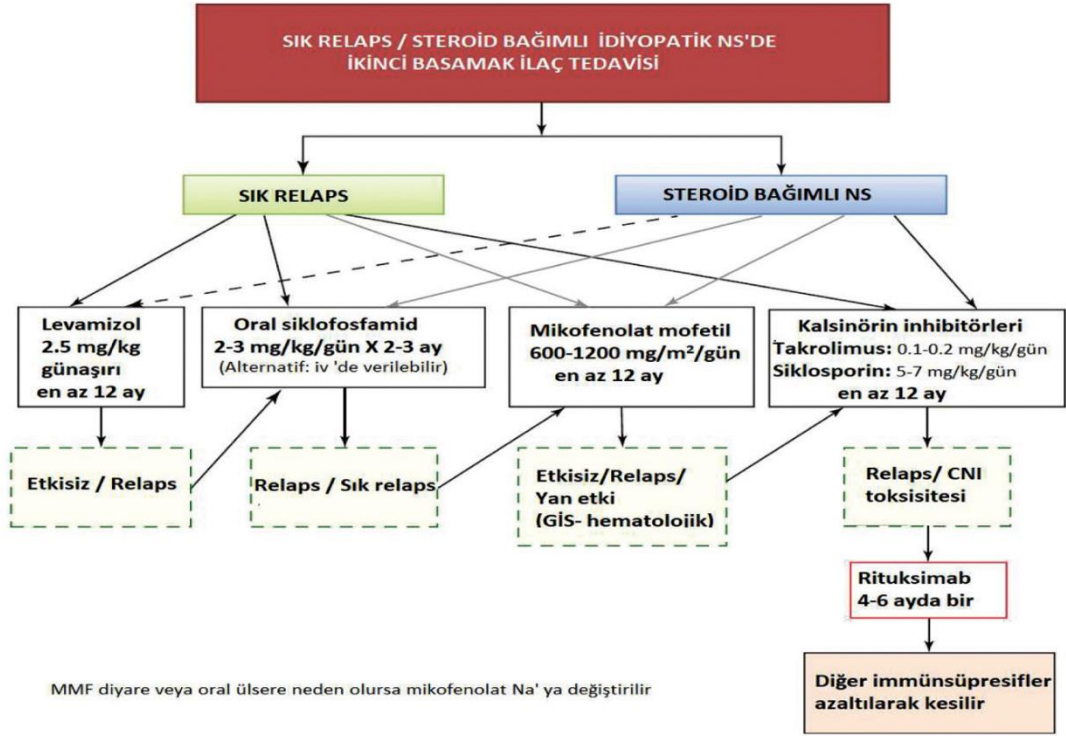 SIK RELAPS / STEROİD BAĞIMLI İDİYOPATİK NS'DE
İKİNCİ BASAMAK İLAÇ TEDAVİSİ
SIK RELAPS
STEROİD BAĞIMLI NS
Levamizol
2.5 mg/kg
günaşırı
en az 12 ay
Oral siklofosfamid
2-3 mg/kg/gün X 2-3 ay
(Alternatif: iv 'de verilebilir)
Mikofenolat mofetil
600-1200 mg/m²/gün
en az 12 ay
Kalsinörin inhibitörleri
Takrolimus: 0.1-0.2 mg/kg/gün
Siklosporin: 5-7 mg/kg/gün
en az 12 ay
Etkisiz / Relaps
Relaps / Sık relaps
Etkisiz/Relaps/
Yan etki
(GİS- hematolojik)
Relaps/ CNI
toksisitesi
Rituksimab
4-6 ayda bir
Diğer immünsüpresifler
azaltılarak kesilir
MMF diyare veya oral ülsere neden olursa mikofenolat Na' ya değiştirilir